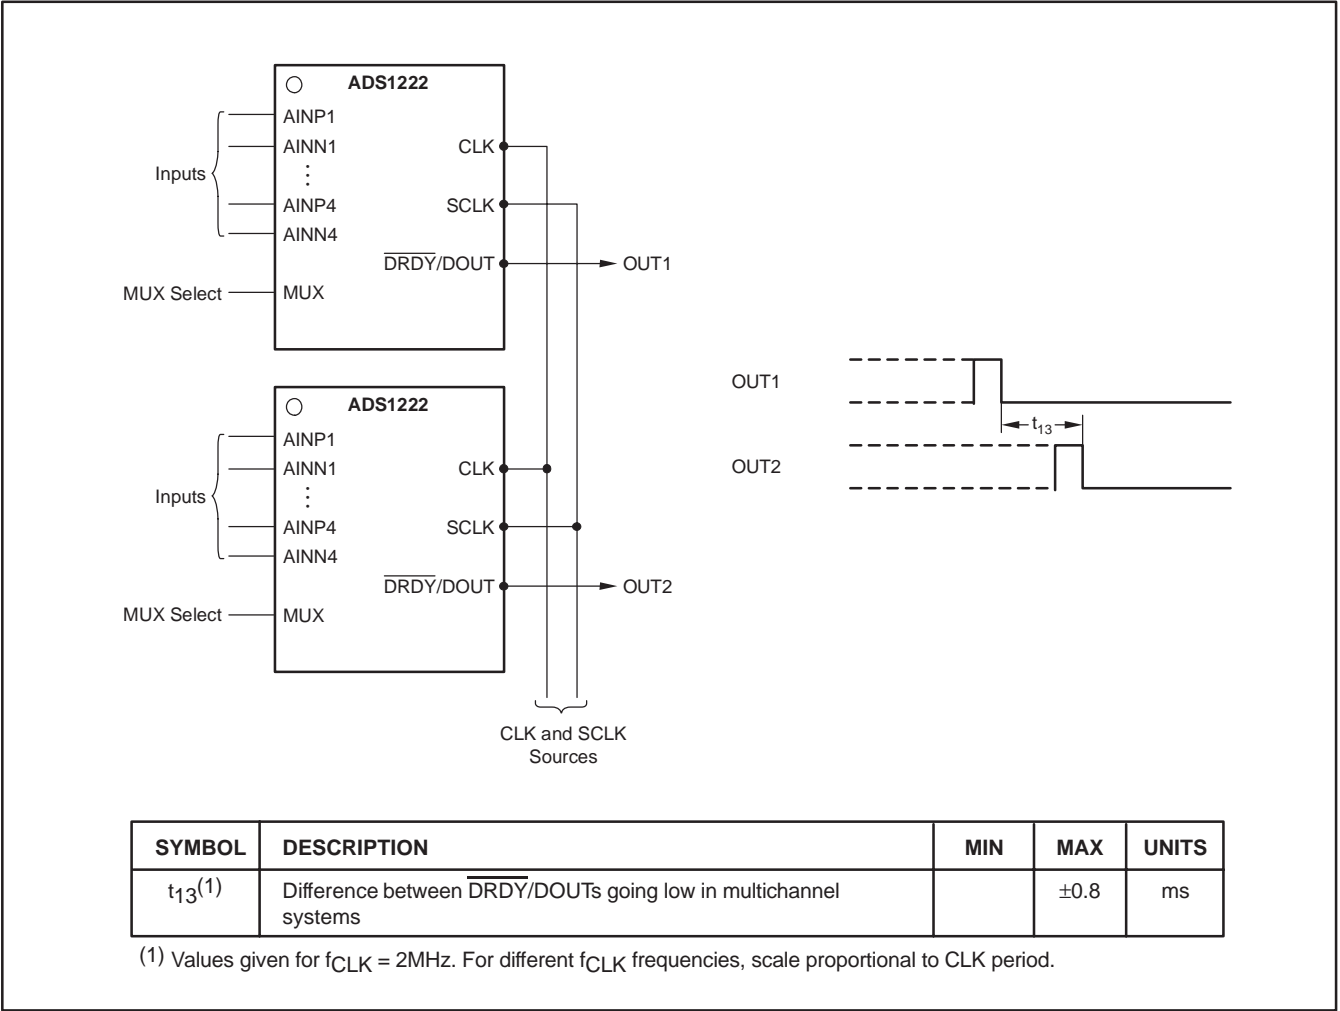 ADS1222
AINP1
AINN1
AINP4
AINN4
Inputs
MUX Select
MUX
CLK
SCLK
DRDY/DOUT
OUT1
ADS1222
AINP1
AINN1
AINP4
AINN4
Inputs
MUX Select
MUX
CLK
SCLK
DRDY/DOUT
OUT2
CLK and SCLK
Sources
OUT1
t13
OUT2
SYMBOL DESCRIPTION MIN MAX UNITS
t13(1) Difference between DRDY/DOUTs going low in multichannel ±0.8 ms
systems
(1) Values given for fCLK = 2MHz. For different fCLK frequencies, scale proportional to CLK period.